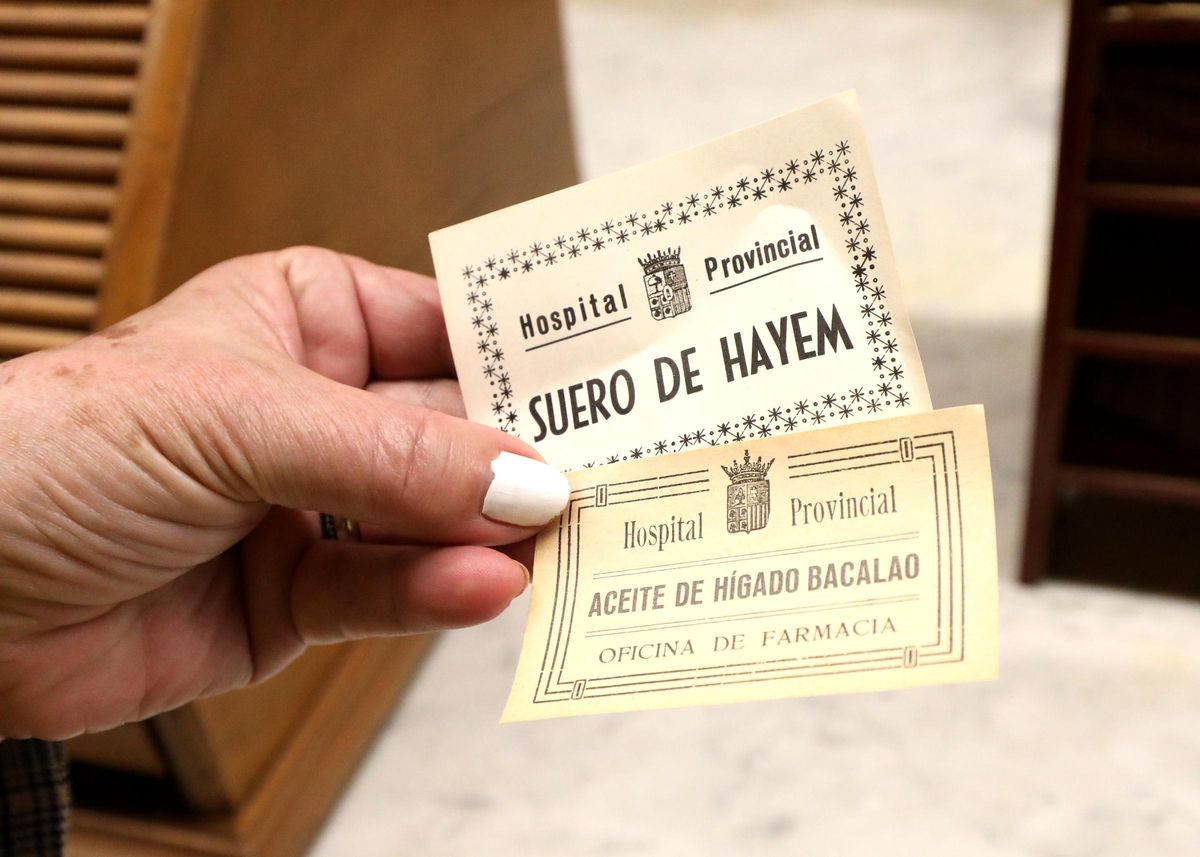 Hospital Provincial
SUERO DE HAYEM
Hospital Provincial
ACEITE DE HÍGADO BACALAO
OFICINA DE FARMACIA